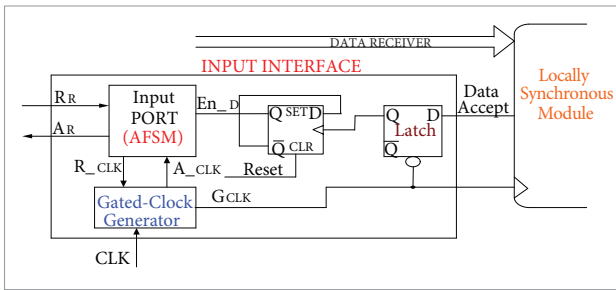 DATA RECEIVER
INPUT INTERFACE
Locally
Synchronous
Module
RR
Input
PORT
(AFSM)
En_D
Q SET D
Q D
Data
Accept
AR
Latch
Q CLR
Q
R_CLK
A_CLK
Reset
Gated-Clock
Generator
GCLK
CLK